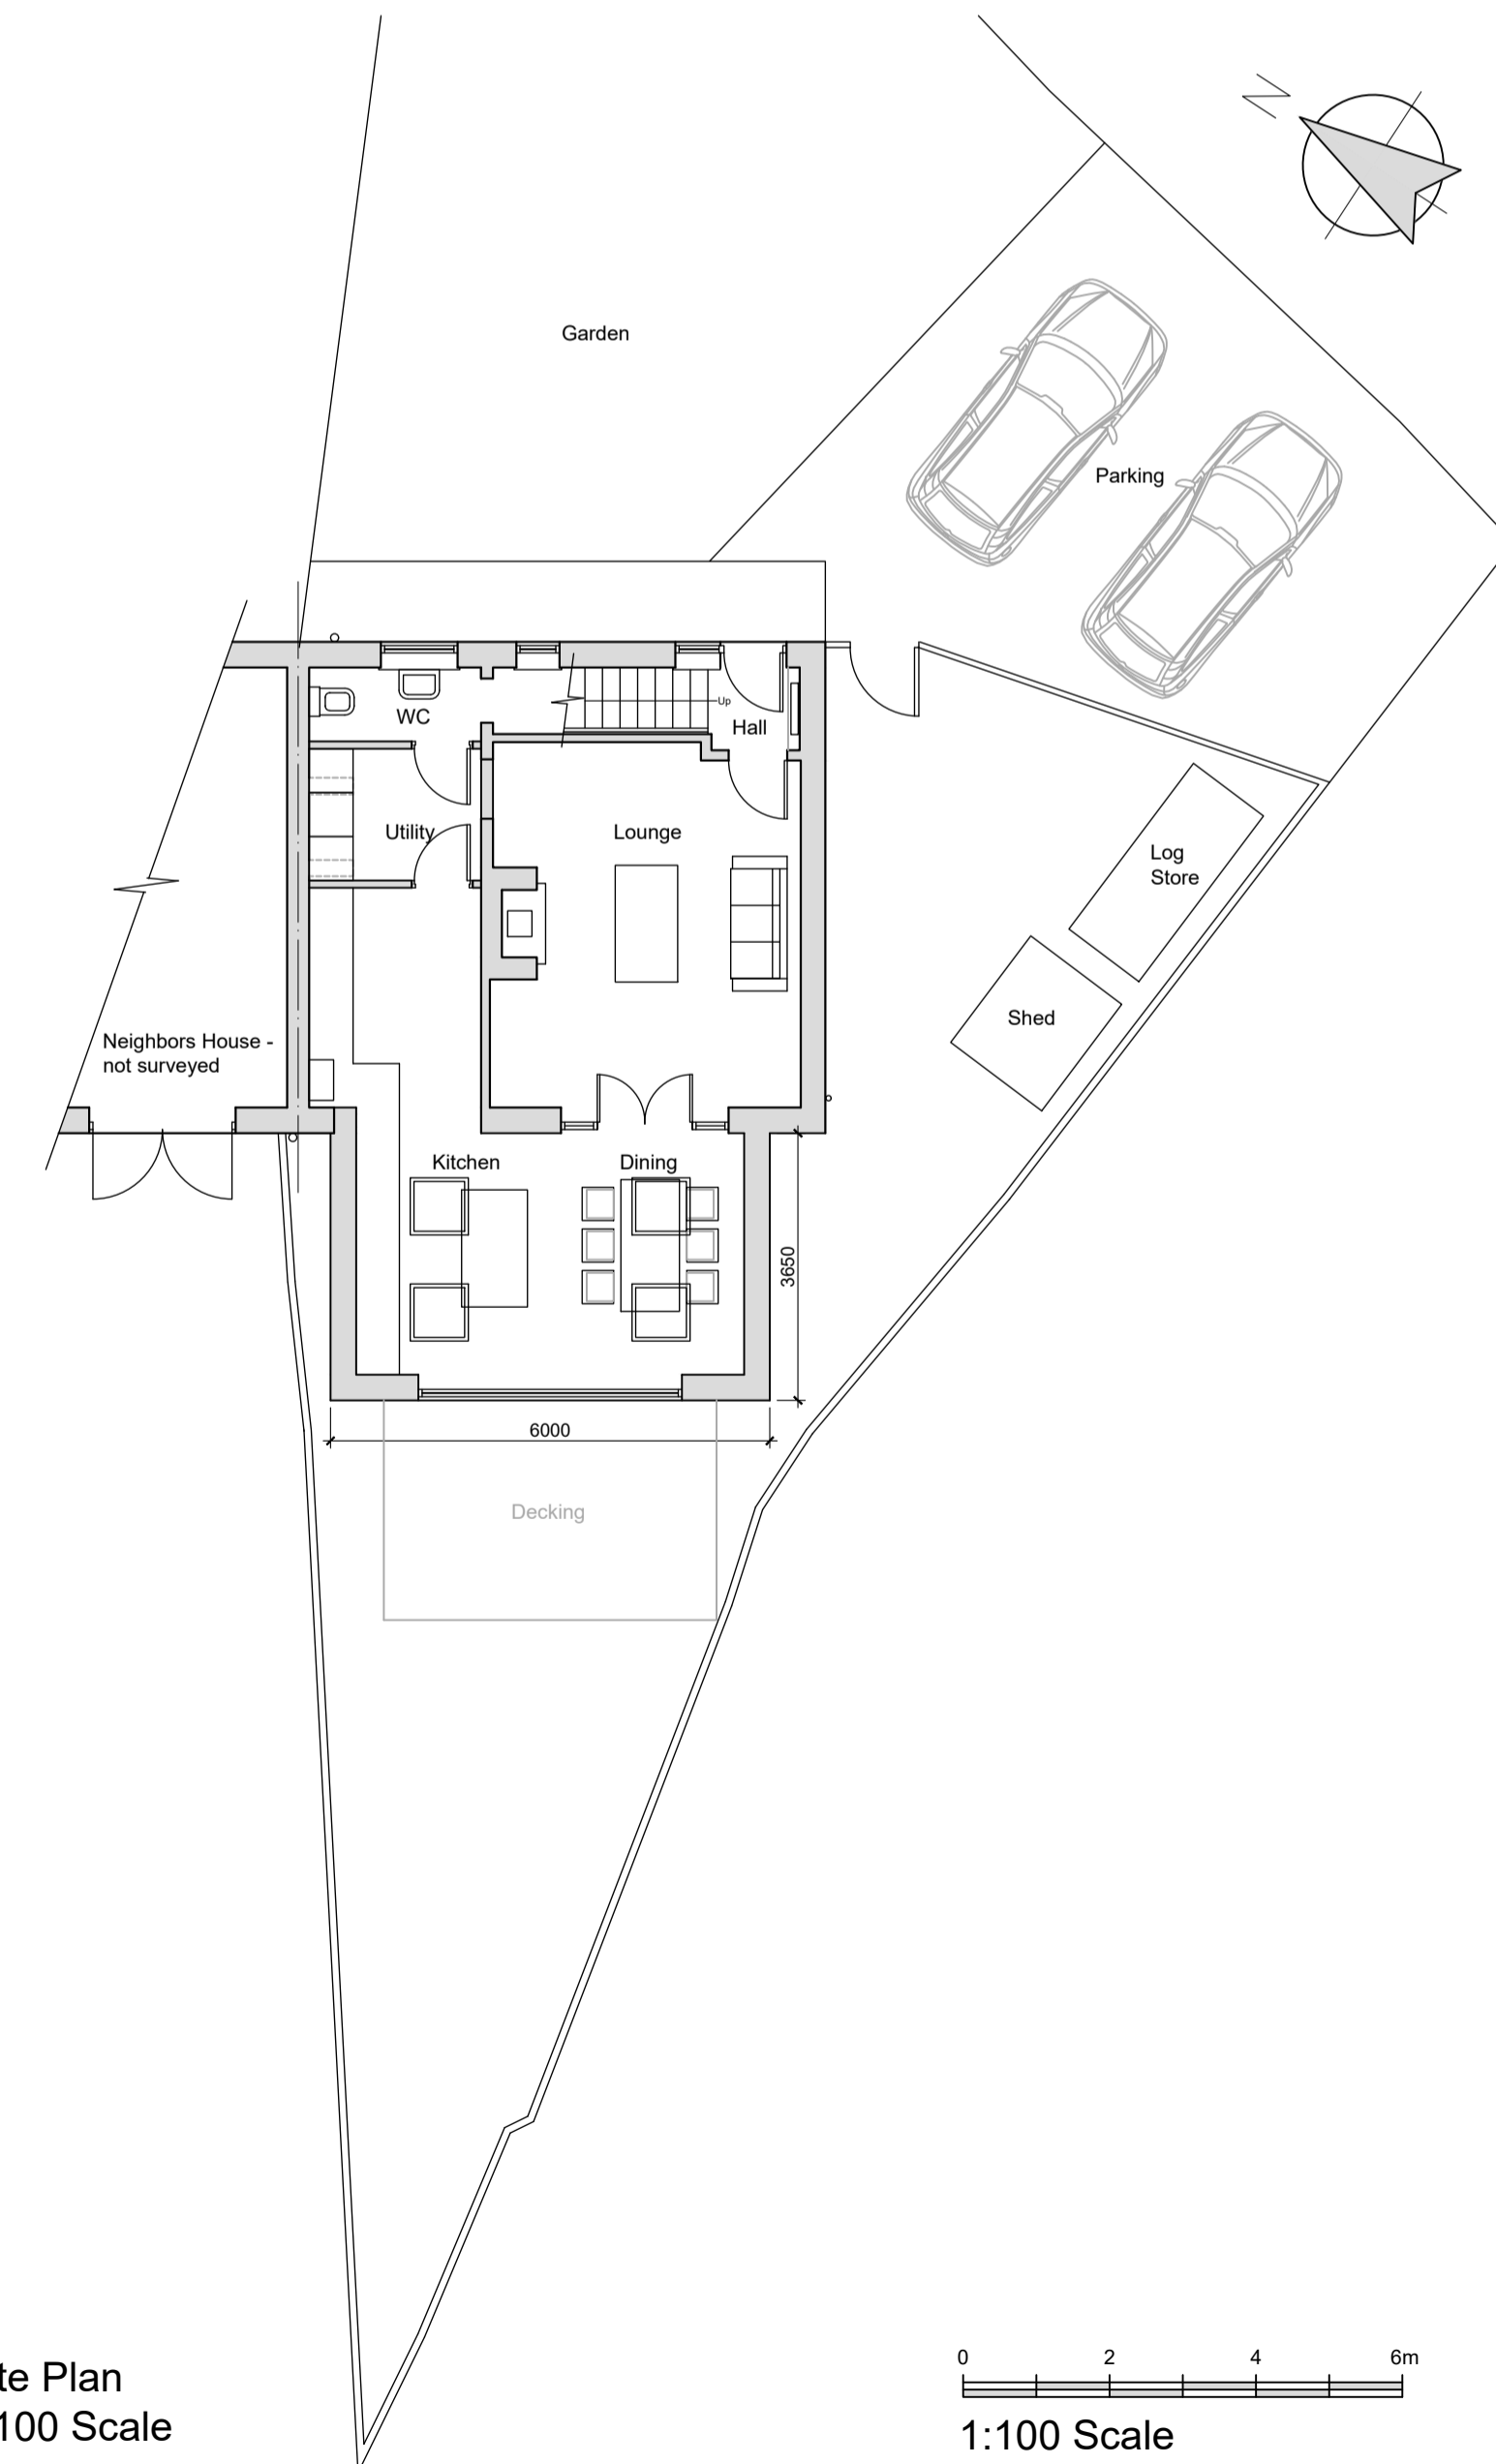 N
Garden
Parking
Up
WC
Hall
Utility
Lounge
Log
Store
Shed
Neighbors House -
not surveyed
Kitchen
Dining
3650
6000
Decking
te Plan
100 Scale
0 2 4 6m
1:100 Scale